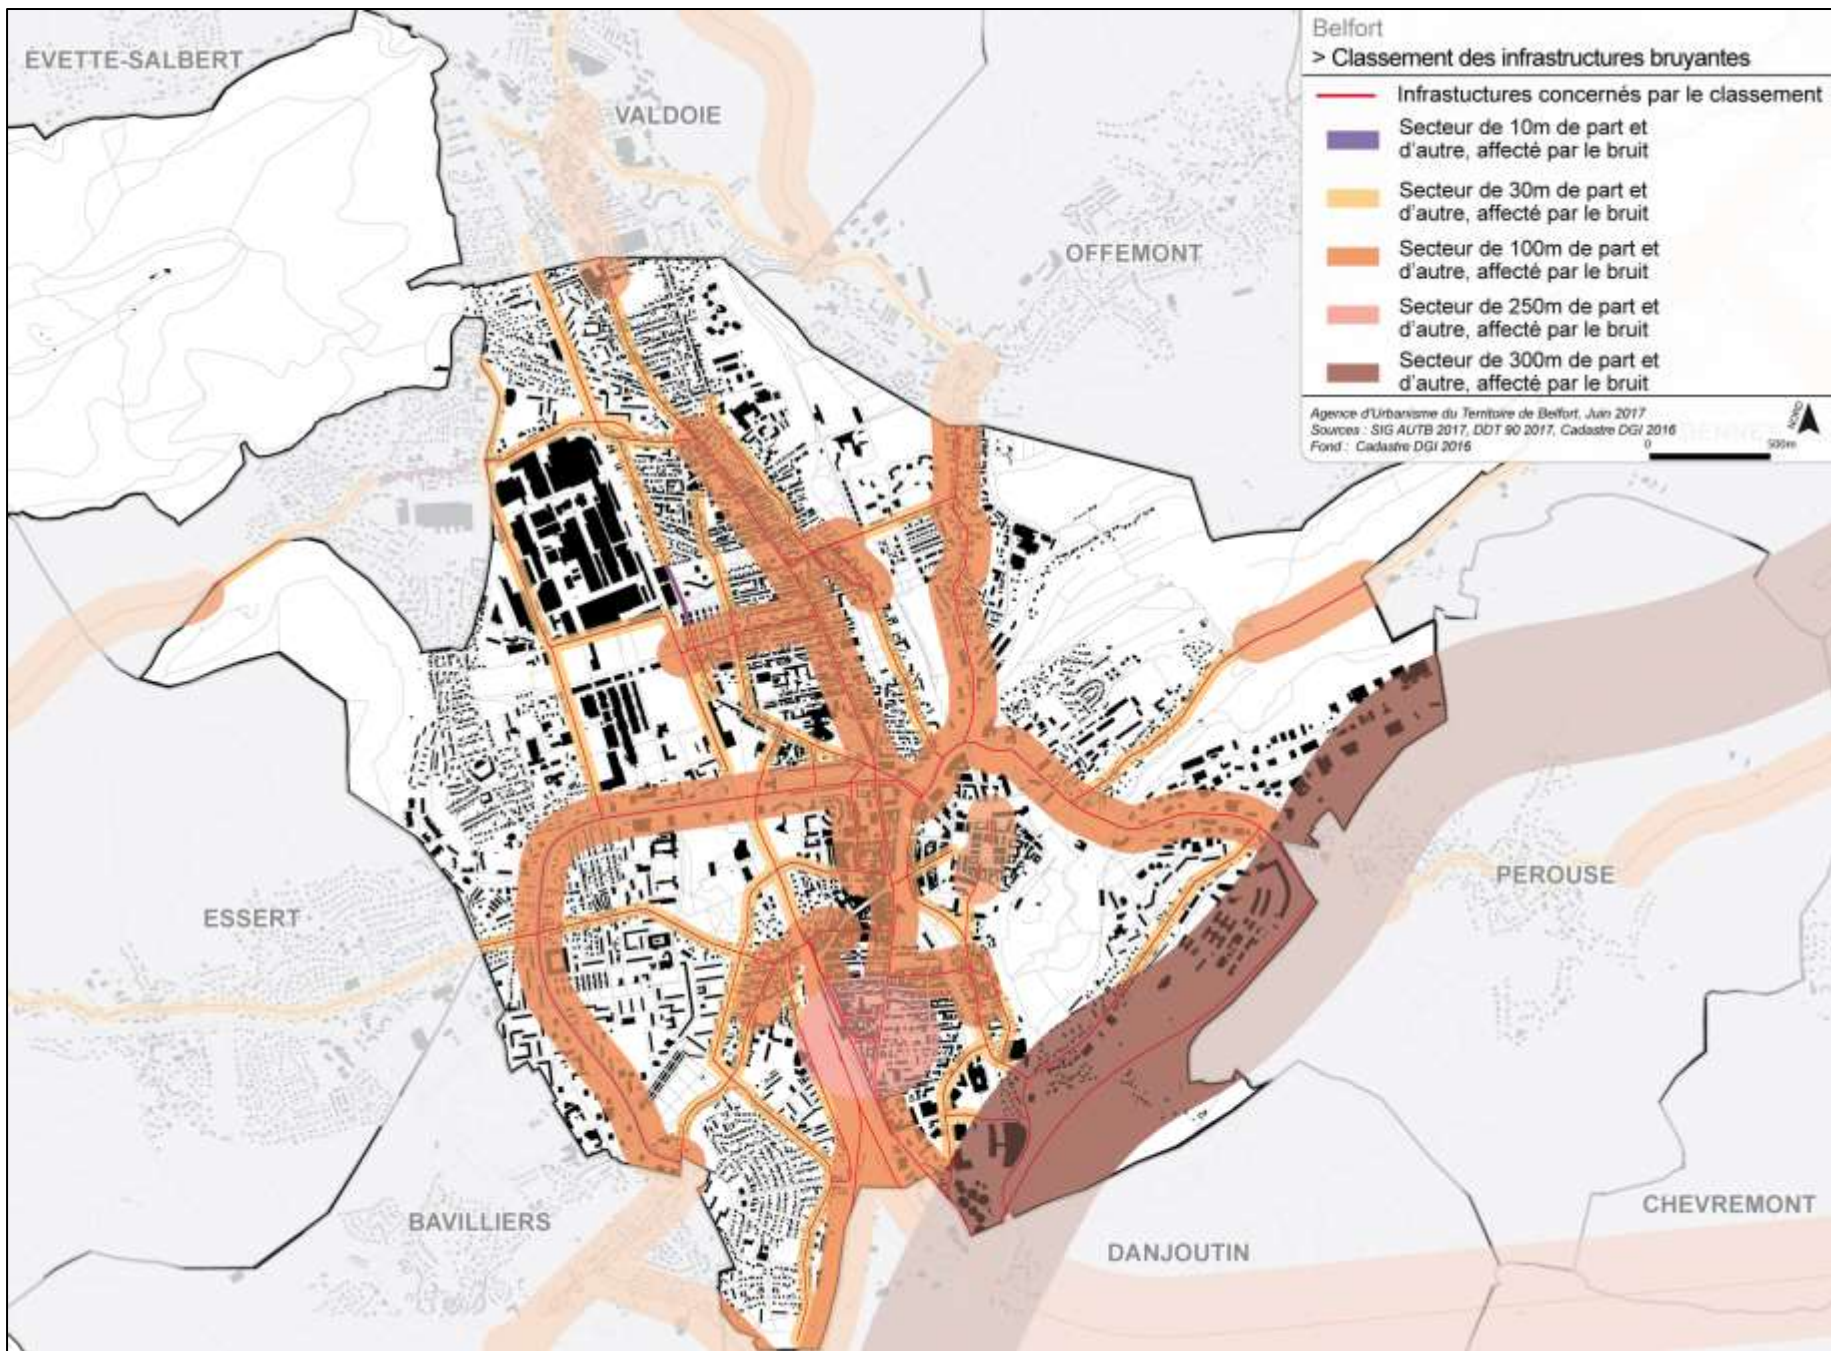 Belfort
> Classement des infrastructures bruyantes
Infrastuctures concernés par le classement
Secteur de 10m de part et
d'autre, affecté par le bruit
Secteur de 30m de part et
d'autre, affecté par le bruit
Secteur de 100m de part et
d'autre, affecté par le bruit
Secteur de 250m de part et
d'autre, affecté par le bruit
Secteur de 300m de part et
d'autre, affecté par le bruit
Agence d'Urbanisme du Territoire de Belfort, Juin 2017
Sources : SIG AUTB 2017, DDT 90 2017, Cadastre DGI 2016
Fond : Cadastre DGI 2016
NORD
0 500m
EVETTE-SALBERT
VALDOIE
OFFEMONT
PEROUSE
ESSERT
BAVILLIERS
CHEVREMONT
DANJOUTIN